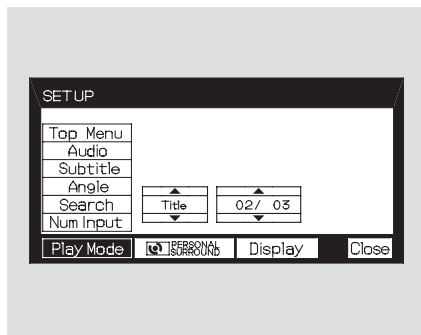 SETUP
Top Menu
Audio
Subtitle
Angle
Search
Num Input
Title
02/ 03
Play Mode
PERSONAL
SURROUND
Display
Close